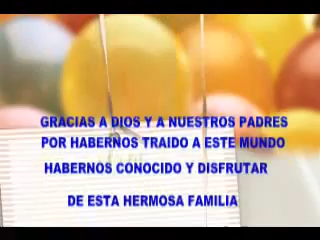 GRACIAS A DIOS Y A NUESTROS PADRES
POR HABERNOS TRAIDO A ESTE MUNDO
HABERNOS CONOCIDO Y DISFRUTAR
DE ESTA HERMOSA FAMILIA